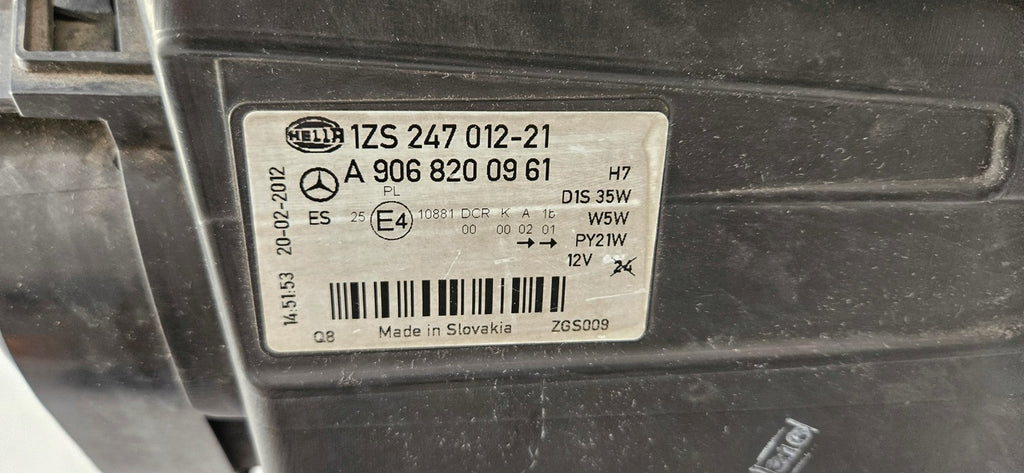 HELLA 1ZS 247 012-21
A 906 820 09 61
H7
PL
D1S 35W
ES 25 E4 10881 DCR K A 1B
W5W
00 00 02 01
→ →
PY21W
12V 24
Q8 Made in Slovakia ZGS009
14:51:53 20-02-2012